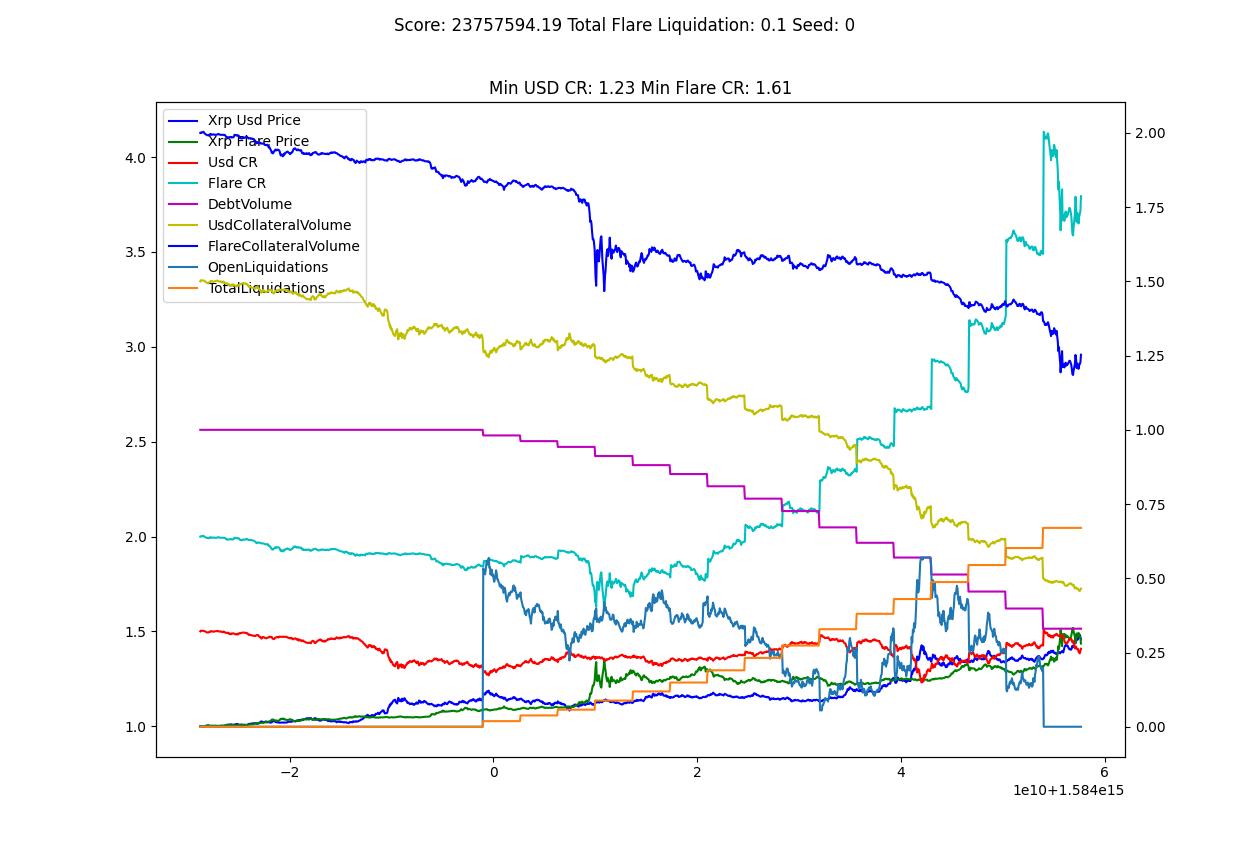 Score: 23757594.19 Total Flare Liquidation: 0.1 Seed: 0
Min USD CR: 1.23 Min Flare CR: 1.61
Xrp Usd Price
Xrp Flare Price
Usd CR
Flare CR
DebtVolume
UsdCollateralVolume
FlareCollateralVolume
OpenLiquidations
TotalLiquidations
4.0
3.5
3.0
2.5
2.0
1.5
1.0
2.00
1.75
1.50
1.25
1.00
0.75
0.50
0.25
0.00
−2 0 2 4 6
1e10+1.584e15